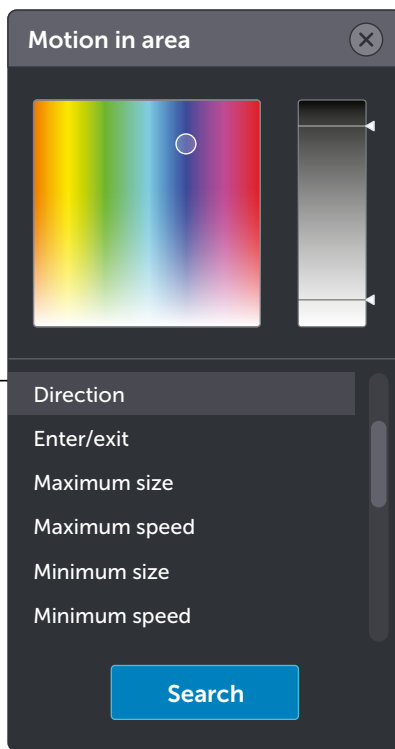 Motion in area
Direction
Enter/exit
Maximum size
Maximum speed
Minimum size
Minimum speed
Search